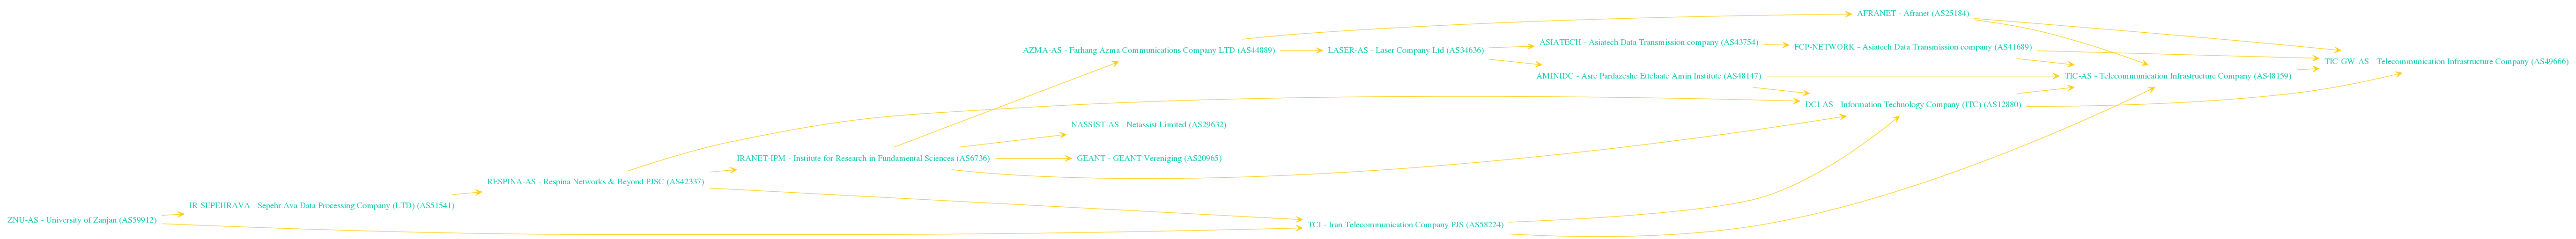 AFRANET - Afranet (AS25184)
ASIATECH - Asiatech Data Transmission company (AS43754)
FCP-NETWORK - Asiatech Data Transmission company (AS41689)
AZMA-AS - Farhang Azma Communications Company LTD (AS44889)
LASER-AS - Laser Company Ltd (AS34636)
TIC-GW-AS - Telecommunication Infrastructure Company (AS49666)
AMINIDC - Asre Pardazeshe Ettelaate Amin Institute (AS48147)
TIC-AS - Telecommunication Infrastructure Company (AS48159)
DCI-AS - Information Technology Company (ITC) (AS12880)
NASSIST-AS - Netassist Limited (AS29632)
IRANET-IPM - Institute for Research in Fundamental Sciences (AS6736)
GEANT - GEANT Vereniging (AS20965)
RESPINA-AS - Respina Networks & Beyond PJSC (AS42337)
IR-SEPEHRAVA - Sepehr Ava Data Processing Company (LTD) (AS51541)
ZNU-AS - University of Zanjan (AS59912)
TCI - Iran Telecommunication Company PJS (AS58224)